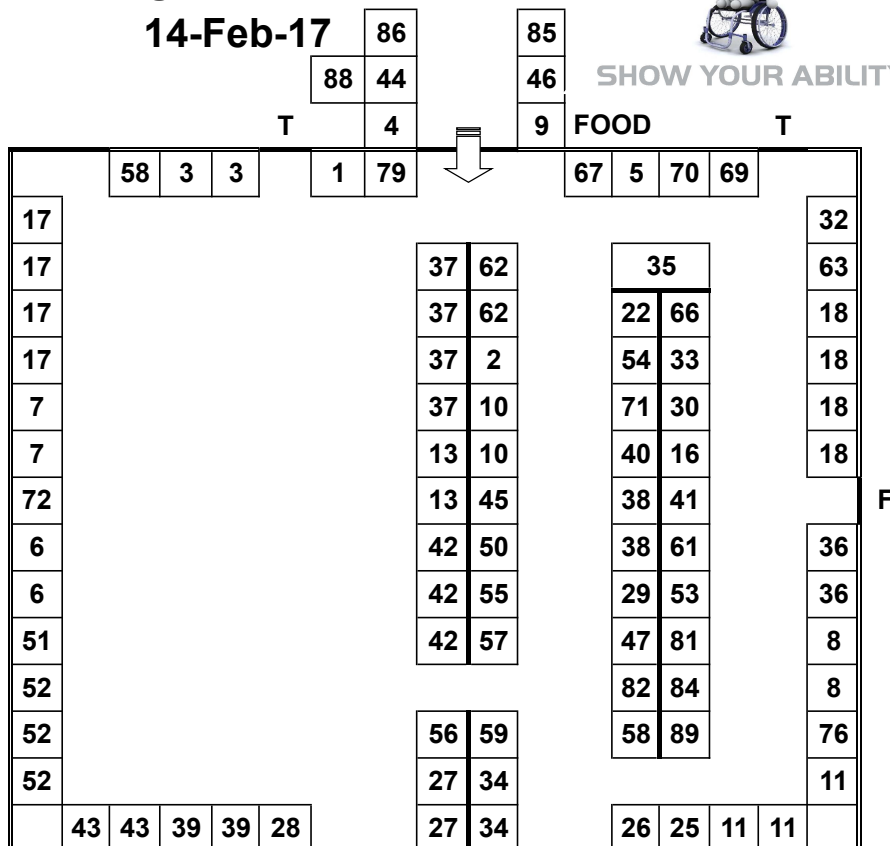 14-Feb-17 86 85
88 44 46 SHOW YOUR ABILITY
T 4 9 FOOD T
58 3 3 1 79 67 5 70 69
17 32
17 37 62 35 63
17 37 62 22 66 18
17 37 2 54 33 18
7 37 10 71 30 18
7 13 10 40 16 18
72 13 45 38 41 F
6 42 50 38 61 36
6 42 55 29 53 36
51 42 57 47 81 8
52 82 84 8
52 56 59 58 89 76
52 27 34 11
43 43 39 39 28 27 34 26 25 11 11